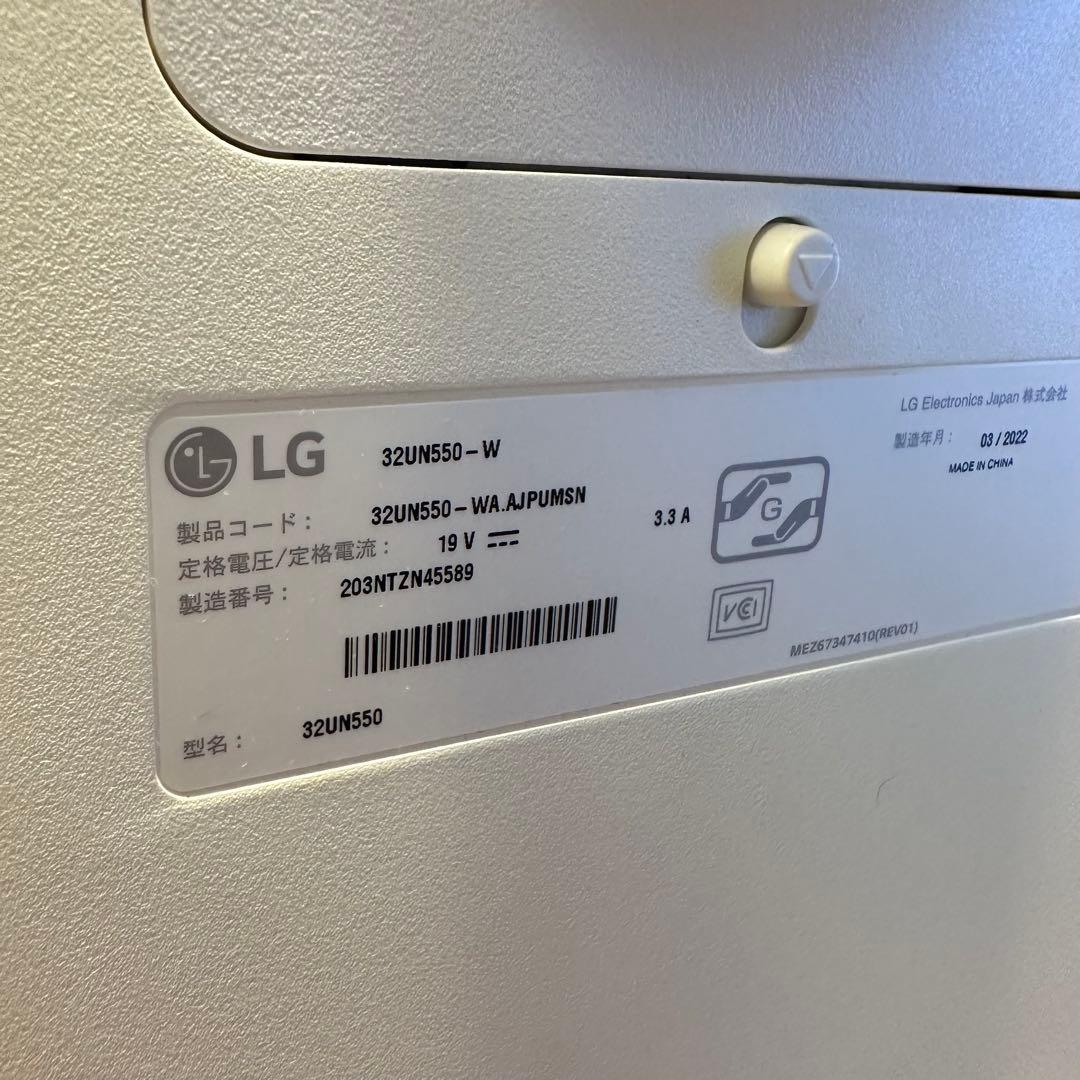 LG 32UN550-W
製品コード： 32UN550-WA.AJPUMSN
定格電圧/定格電流： 19 V ⎓ 3.3 A
製造番号： 203NTZN45589
型名： 32UN550
G
VCCI
LG Electronics Japan 株式会社
製造年月： 03 / 2022
MADE IN CHINA
MEZ67347410(REV01)